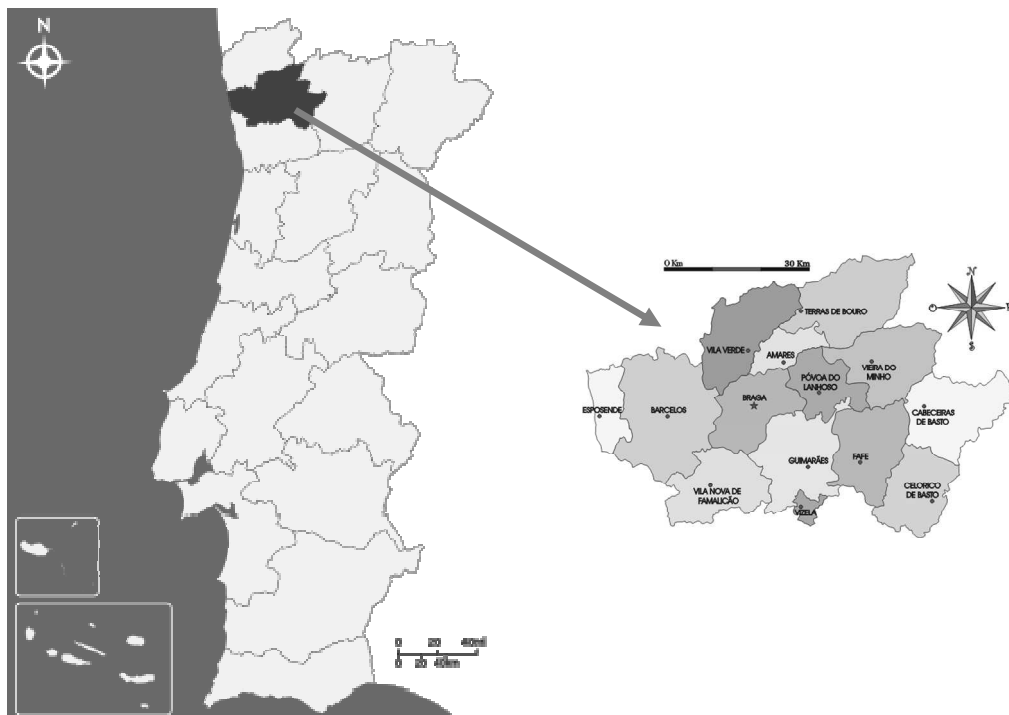 N
0 Km 30 Km
N
S
TERRAS DE BOURO
VILA VERDE
AMARES
VIEIRA DO
MINHO
PÓVOA DO
LANHOSO
BRAGA
ESPOSENDE
BARCELOS
CABECEIRAS
DE BASTO
GUIMARÃES
FAFE
VILA NOVA DE
FAMALICÃO
CELORICO
DE BASTO
VIZELA
0 20 40mi
0 20 40km